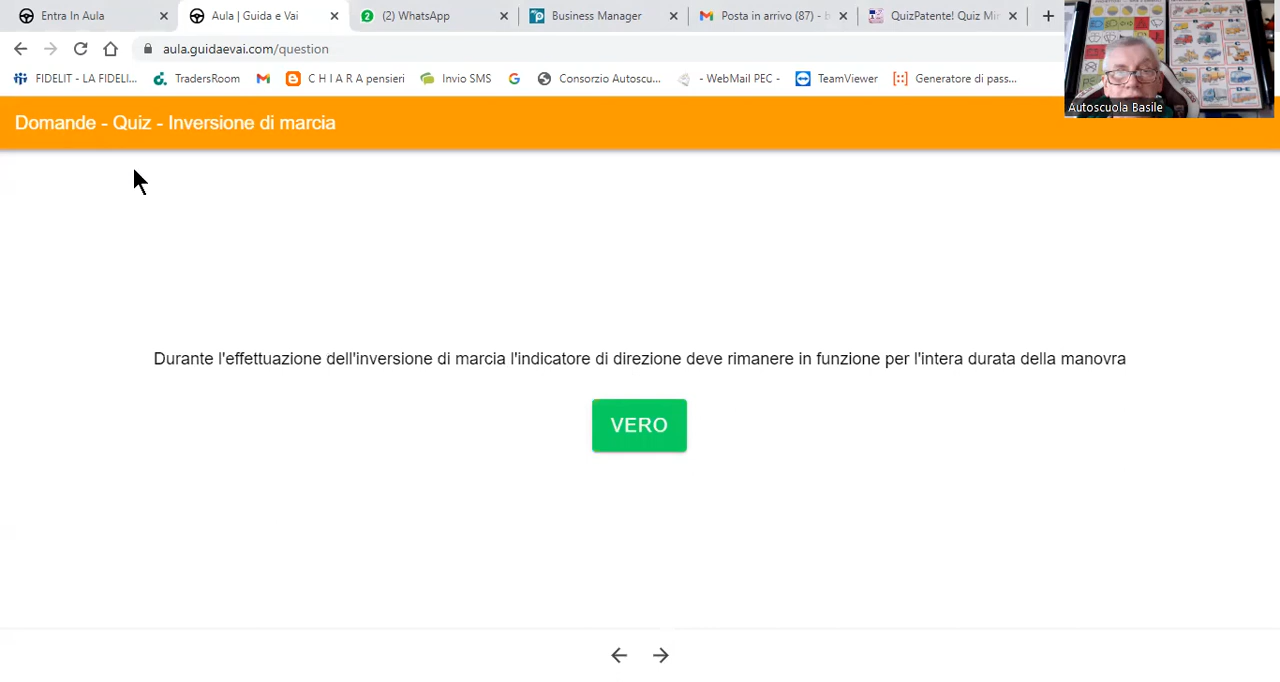 Entra In Aula
Aula | Guida e Vai
(2) WhatsApp
Business Manager
Posta in arrivo (87) - b
QuizPatente! Quiz Mi
aula.guidaevai.com/question
FIDELIT - LA FIDELI...
TradersRoom
C H I A R A pensieri
Invio SMS
Consorzio Autoscu...
- WebMail PEC -
TeamViewer
Generatore di pass...
Autoscuola Basile
Domande - Quiz - Inversione di marcia
Durante l'effettuazione dell'inversione di marcia l'indicatore di direzione deve rimanere in funzione per l'intera durata della manovra
VERO